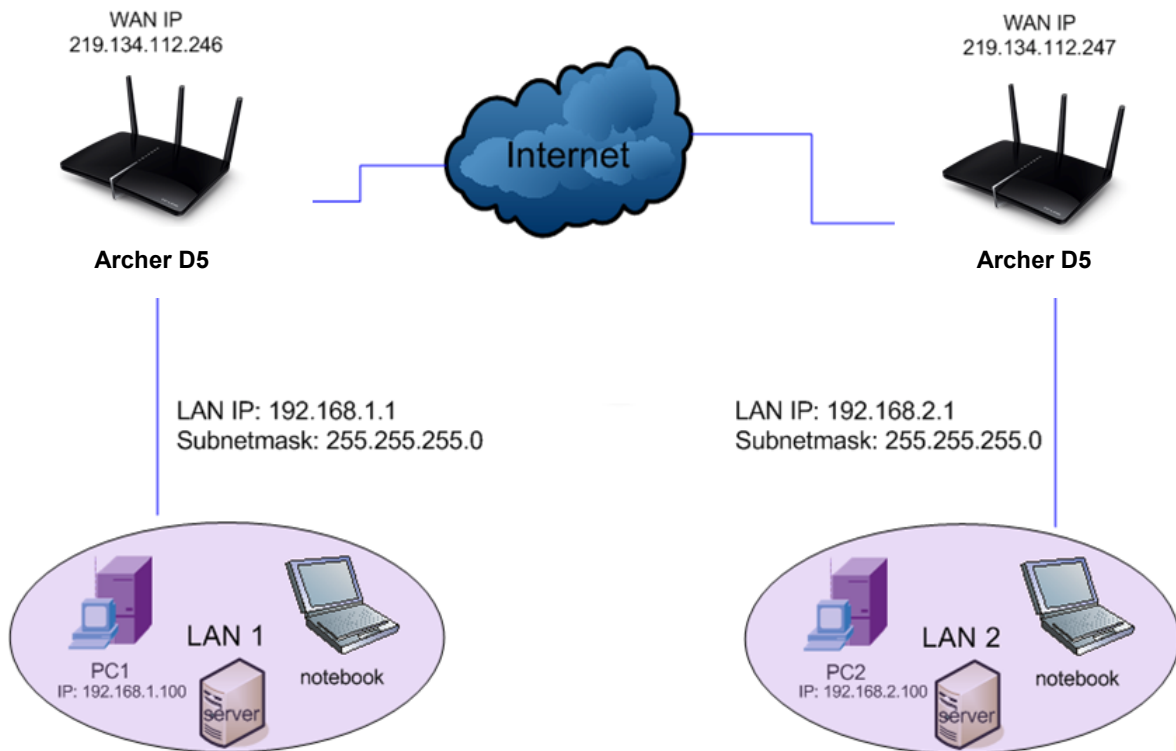 WAN IP
219.134.112.246
WAN IP
219.134.112.247
Internet
Archer D5
Archer D5
LAN IP: 192.168.1.1
Subnetmask: 255.255.255.0
LAN IP: 192.168.2.1
Subnetmask: 255.255.255.0
PC1
IP: 192.168.1.100
LAN 1
server
notebook
PC2
IP: 192.168.2.100
LAN 2
server
notebook